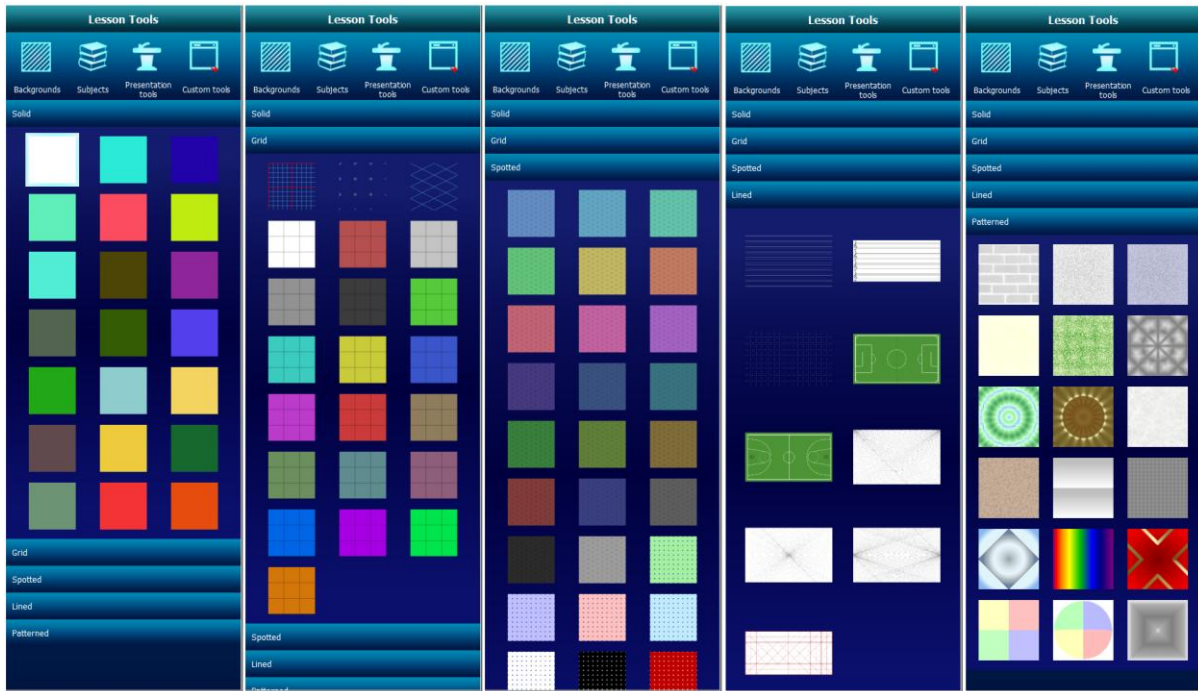 Lesson Tools
Backgrounds
Subjects
Presentation
tools
Custom tools
Solid
Grid
Spotted
Lined
Patterned
Lesson Tools
Backgrounds
Subjects
Presentation
tools
Custom tools
Solid
Grid
Spotted
Lined
Patterned
Lesson Tools
Backgrounds
Subjects
Presentation
tools
Custom tools
Solid
Grid
Spotted
Lesson Tools
Backgrounds
Subjects
Presentation
tools
Custom tools
Solid
Grid
Spotted
Lined
Lesson Tools
Backgrounds
Subjects
Presentation
tools
Custom tools
Solid
Grid
Spotted
Lined
Patterned